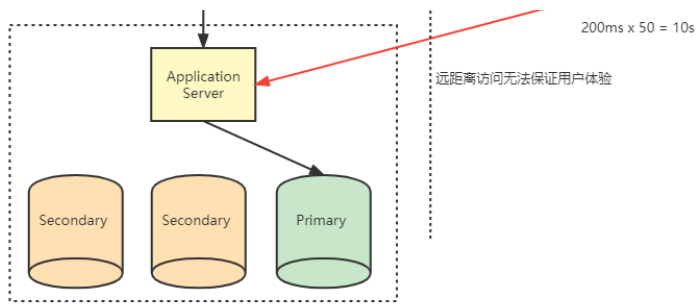 200ms x 50 = 10s
Application
Server
远距离访问无法保证用户体验
Secondary
Secondary
Primary